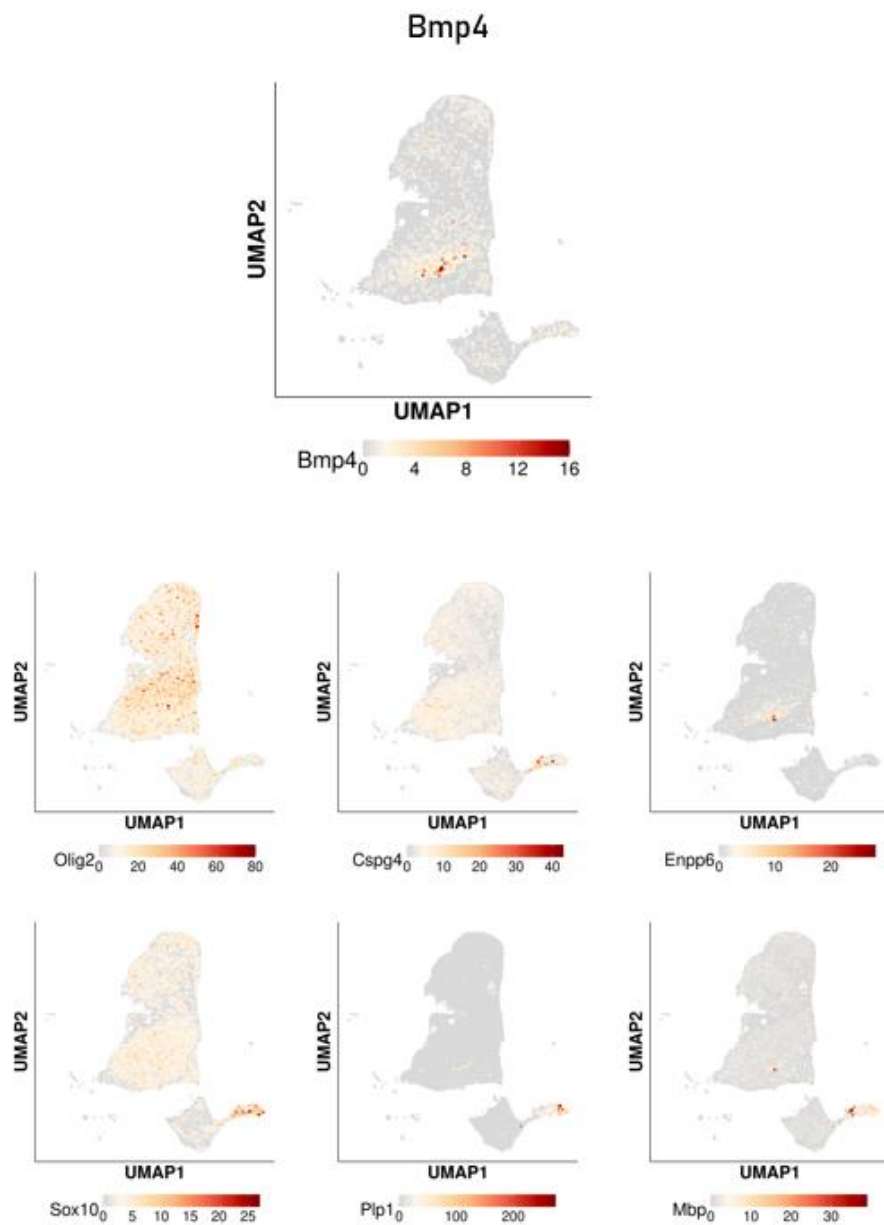 Bmp4
UMAP2
UMAP1
Bmp4 0 4 8 12 16
UMAP2 UMAP2 UMAP2
UMAP1 UMAP1 UMAP1
Olig2 0 20 40 60 80 Cspg4 0 10 20 30 40 Enpp6 0 10 20
UMAP2 UMAP2 UMAP2
UMAP1 UMAP1 UMAP1
Sox10 0 5 10 15 20 25 Plp1 0 100 200 Mbp 0 10 20 30